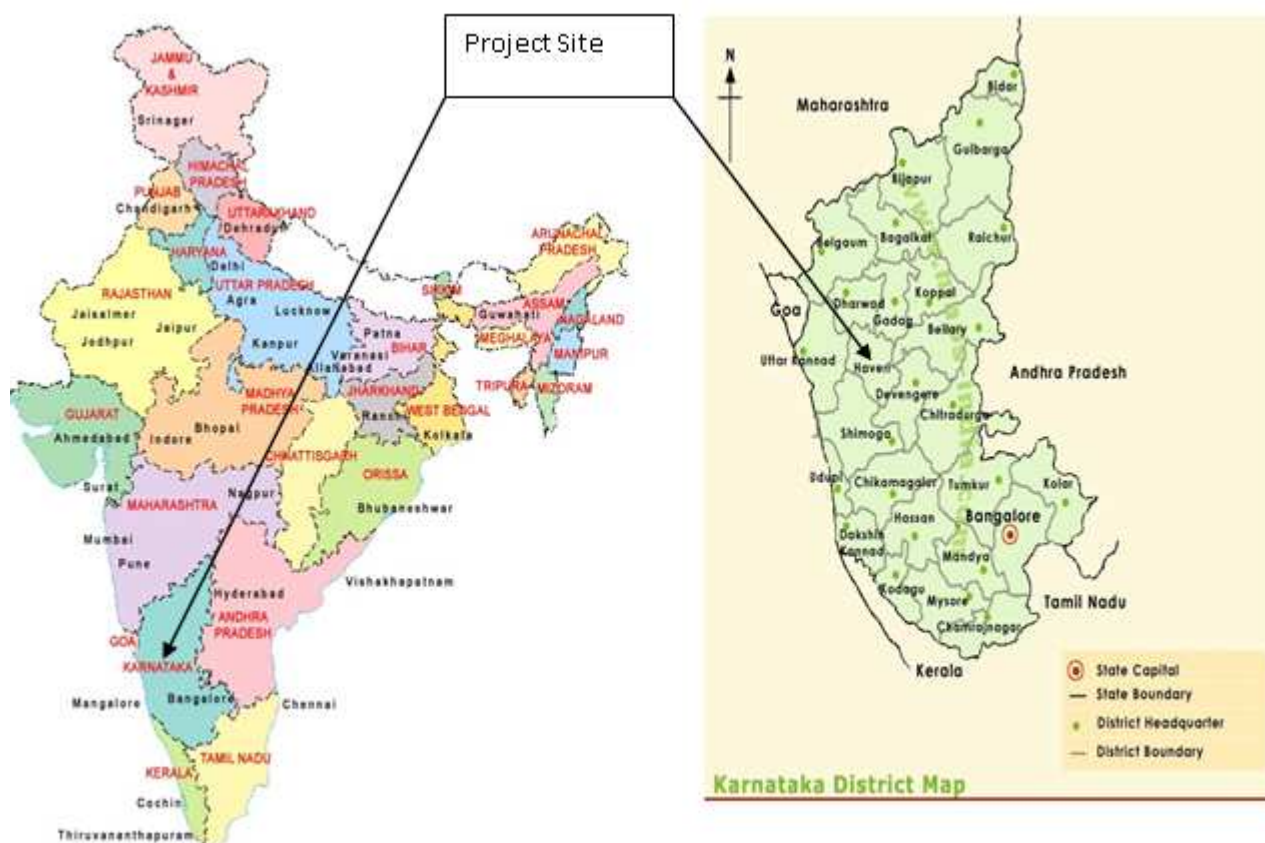 Project Site
JAMMU
&
KASHMIR
Srinagar
HIMACHAL
PRADESH
PUNJAB
Chandigarh
UTTARAKHAND
Dehradun
HARYANA
Delhi
UTTAR PRADESH
Agra
Lucknow
RAJASTHAN
Jaisalmer
Jaipur
Jodhpur
Kanpur
Patna
BIHAR
Varanasi
Allahabad
ARUNACHAL
PRADESH
SIKKIM
ASSAM
Guwahati
NAGALAND
MEGHALAYA
MANIPUR
TRIPURA
MIZORAM
GUJARAT
Ahmedabad
MADHYA
PRADESH
Indore
Bhopal
JHARKHAND
Ranchi
WEST BENGAL
Kolkata
CHHATTISGARH
Surat
MAHARASHTRA
Nagpur
ORISSA
Bhubaneshwar
Mumbai
Pune
Hyderabad
Vishakhapatnam
ANDHRA
PRADESH
GOA
KARNATAKA
Mangalore
Bangalore
Chennai
TAMIL NADU
KERALA
Cochin
Thiruvananthapuram
N
Maharashtra
Bidar
Gulbarga
Bijapur
Bagalkat
Belgaum
Raichur
Dharwad
Koppal
Goa
Gadag
Bellary
Uttar Kannad
Haveri
Andhra Pradesh
Devengere
Chitradurga
Shimoga
Udupi
Chikamagalur
Tumkur
Kolar
Hassan
Bangalore
Dakshin
Kannad
Mandya
Kodagu
Mysore
Tamil Nadu
Chamrajnagar
Kerala
State Capital
State Boundary
District Headquarter
District Boundary
Karnataka District Map